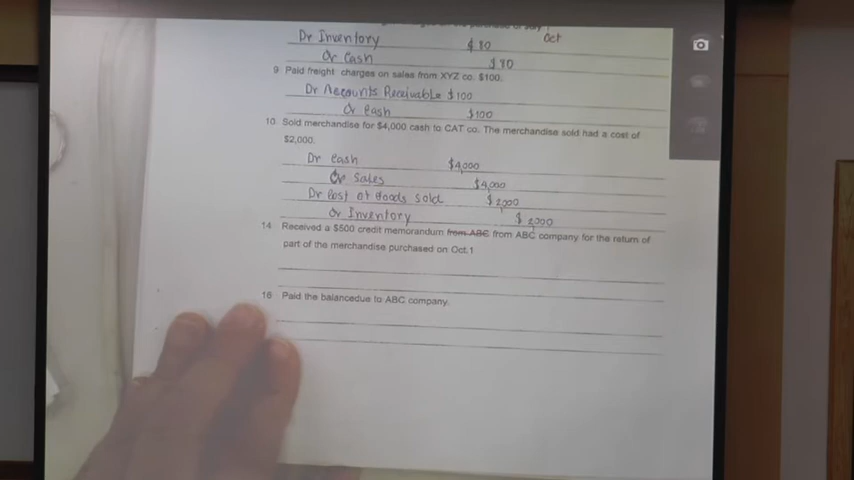 Oct
Dr Inventory $80
Cr Cash $80
9 Paid freight charges on sales from XYZ co. $100.
Dr Accounts Receivable $100
Cr Cash $100
10 Sold merchandise for $4,000 cash to CAT co. The merchandise sold had a cost of
$2,000.
Dr Cash $4,000
Cr Sales $4,000
Dr Cost of Goods Sold $2,000
Cr Inventory $2,000
14 Received a $500 credit memorandum from ABC from ABC company for the return of
part of the merchandise purchased on Oct.1
16 Paid the balancedue to ABC company.